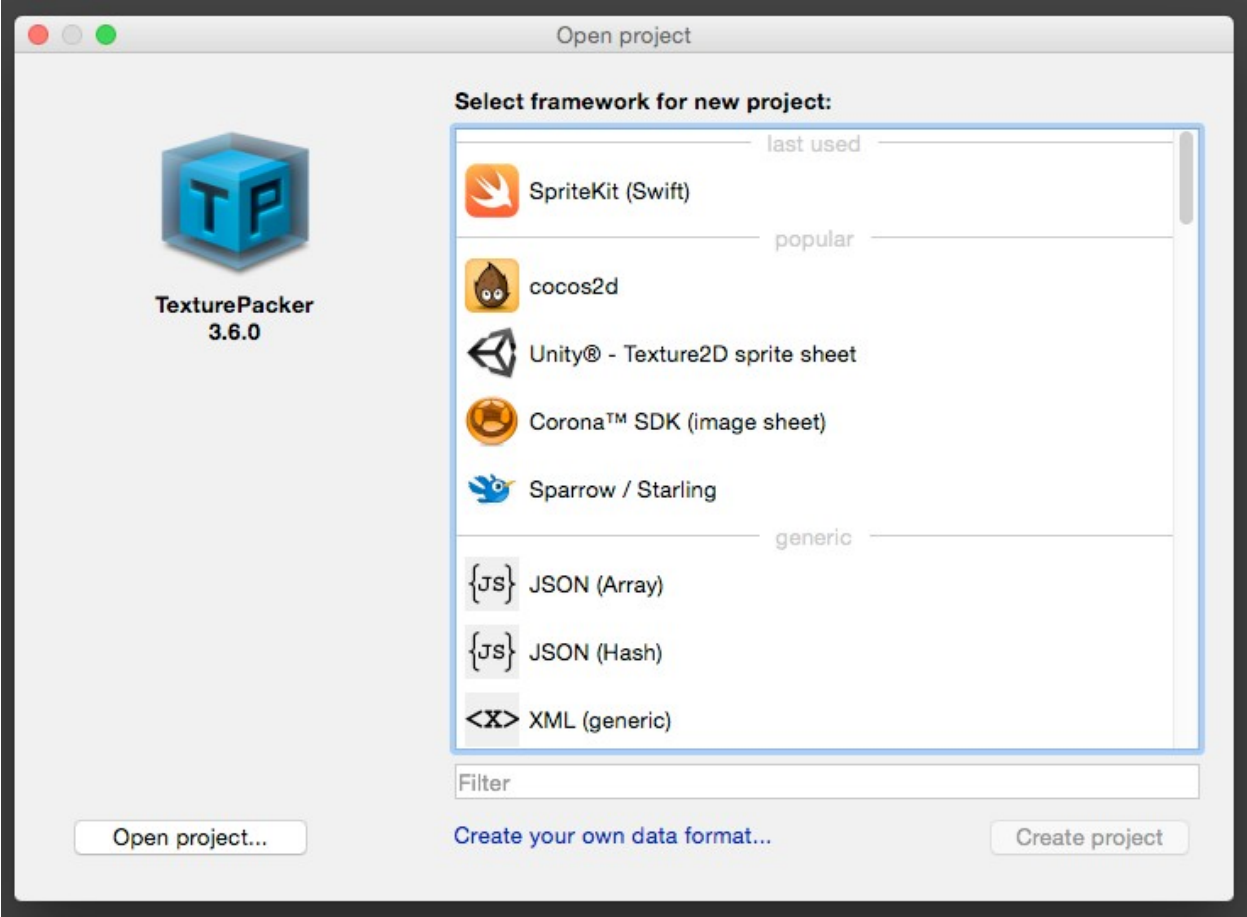 Open project
Select framework for new project:
last used
SpriteKit (Swift)
popular
cocos2d
Unity® - Texture2D sprite sheet
Corona™ SDK (image sheet)
Sparrow / Starling
generic
{JS} JSON (Array)
{JS} JSON (Hash)
<X> XML (generic)
Filter
Create your own data format...
Create project
TP
TexturePacker
3.6.0
Open project...